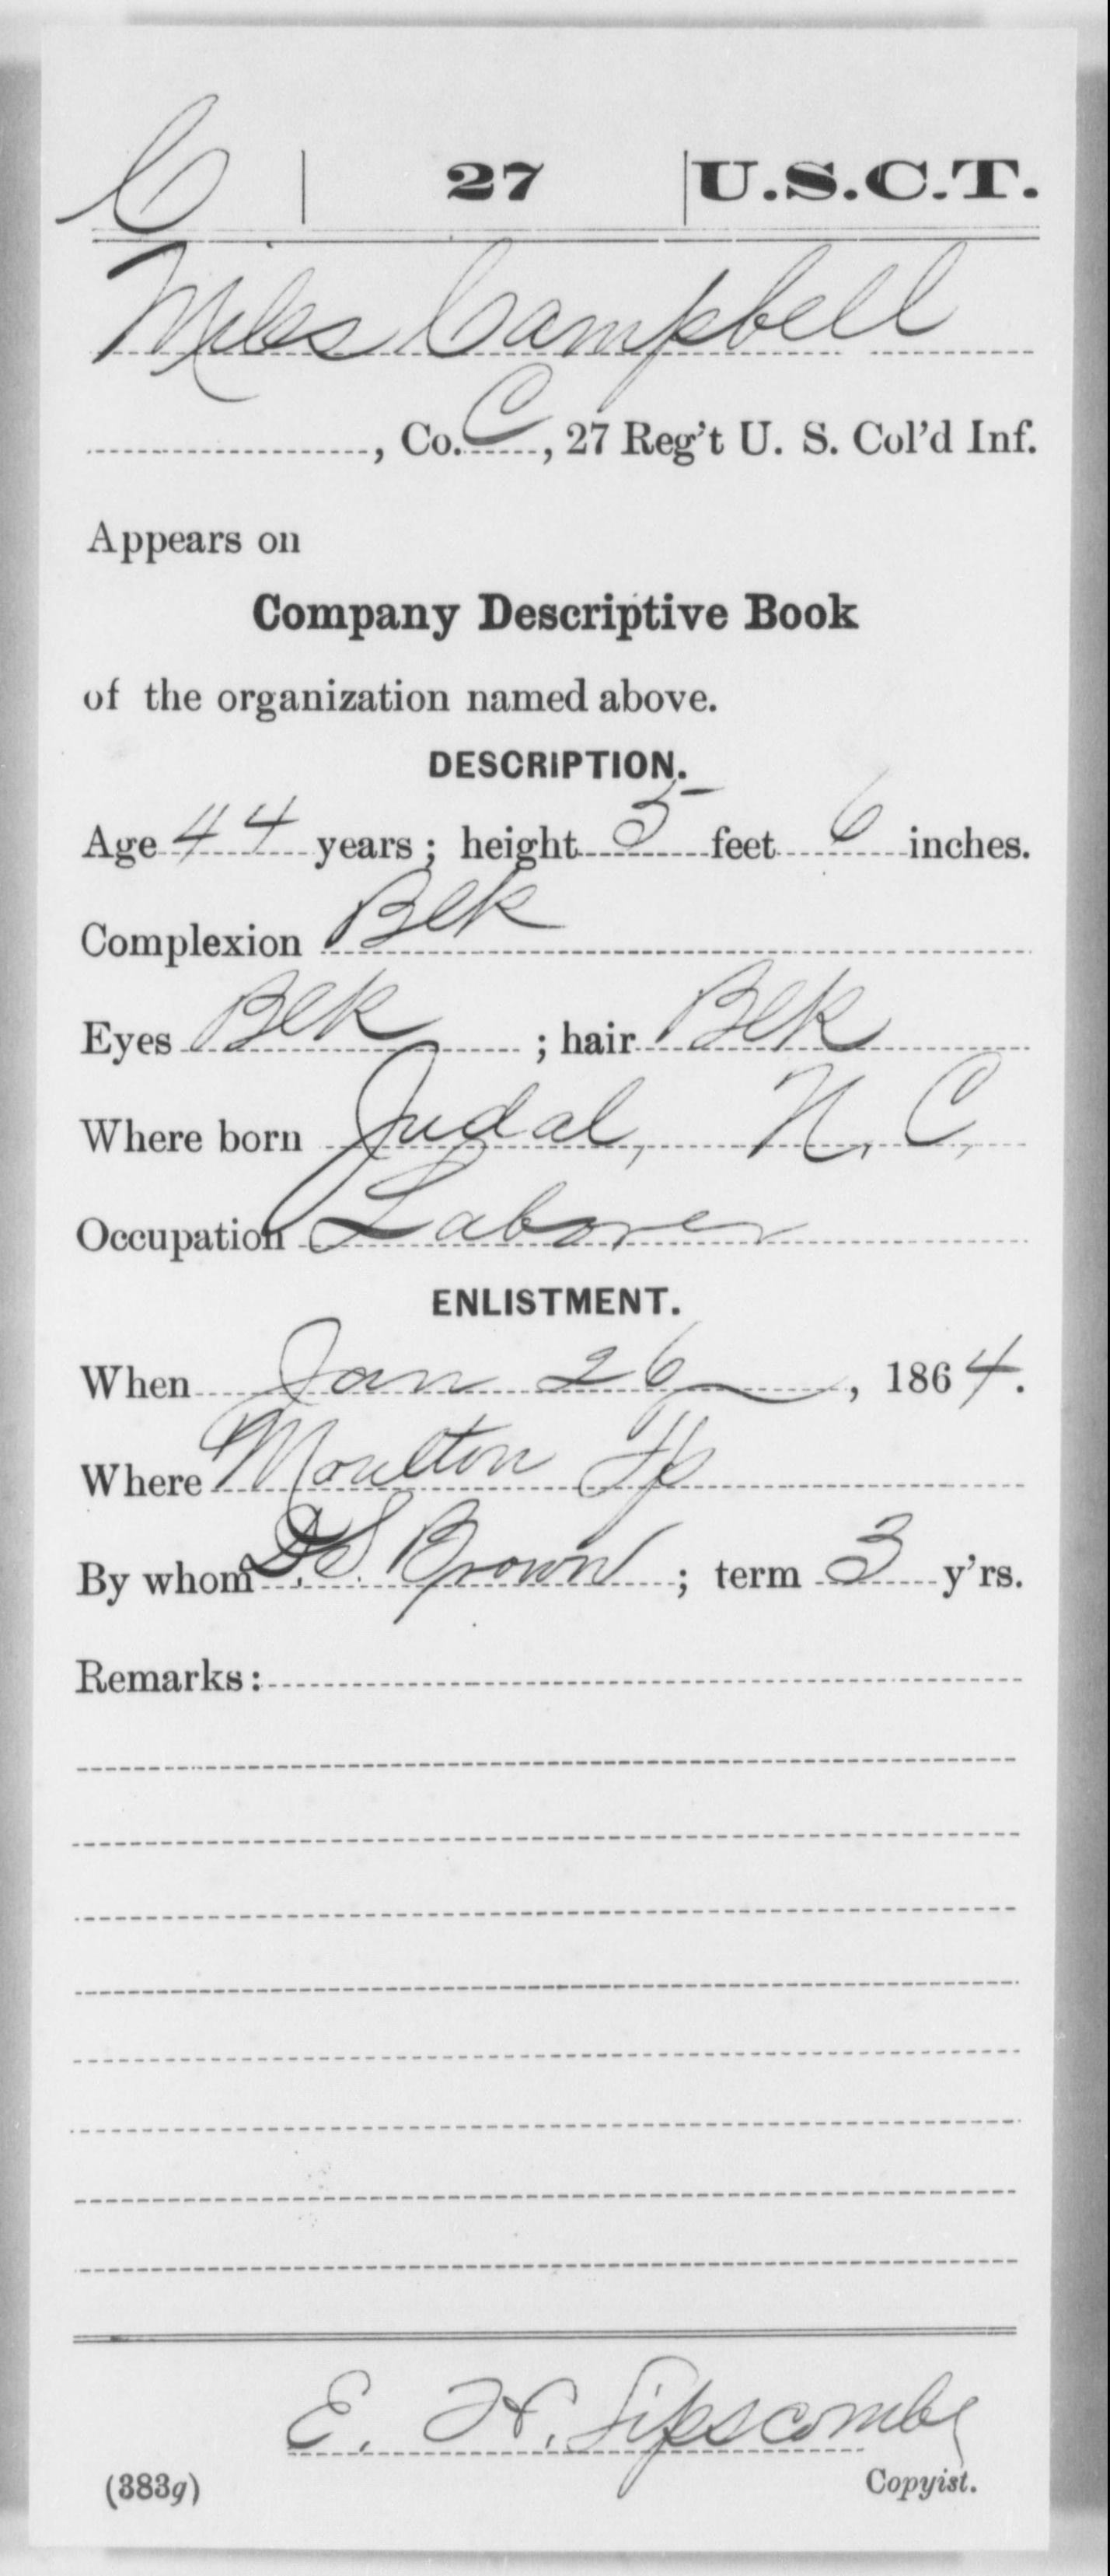 C | 27 | U.S.C.T.
Miles Campbell
, Co. C, 27 Reg't U. S. Col'd Inf.
Appears on
Company Descriptive Book
of the organization named above.
DESCRIPTION.
Age 44 years; height 5 feet 6 inches.
Complexion Blk
Eyes Blk; hair Blk
Where born Judal, N. C.
Occupation Laborer
ENLISTMENT.
When Jan 26, 1864.
Where Moulton Tp
By whom D. S. Brown; term 3 y'rs.
Remarks:
E. H. Lipscombe
(383g) Copyist.